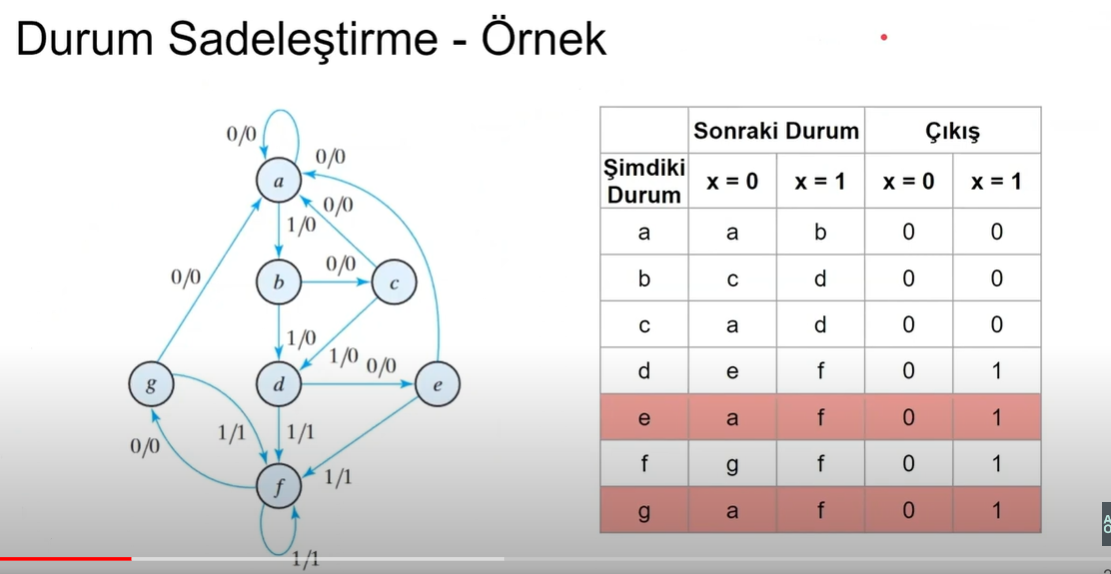 Durum Sadeleştirme - Örnek
0/0
0/0
a
0/0
1/0
0/0
0/0
b
c
1/0
1/0
0/0
g
d
e
0/0
1/1
1/1
1/1
f
1/1
Sonraki Durum Çıkış
Şimdiki Durum x = 0 x = 1 x = 0 x = 1
a a b 0 0
b c d 0 0
c a d 0 0
d e f 0 1
e a f 0 1
f g f 0 1
g a f 0 1